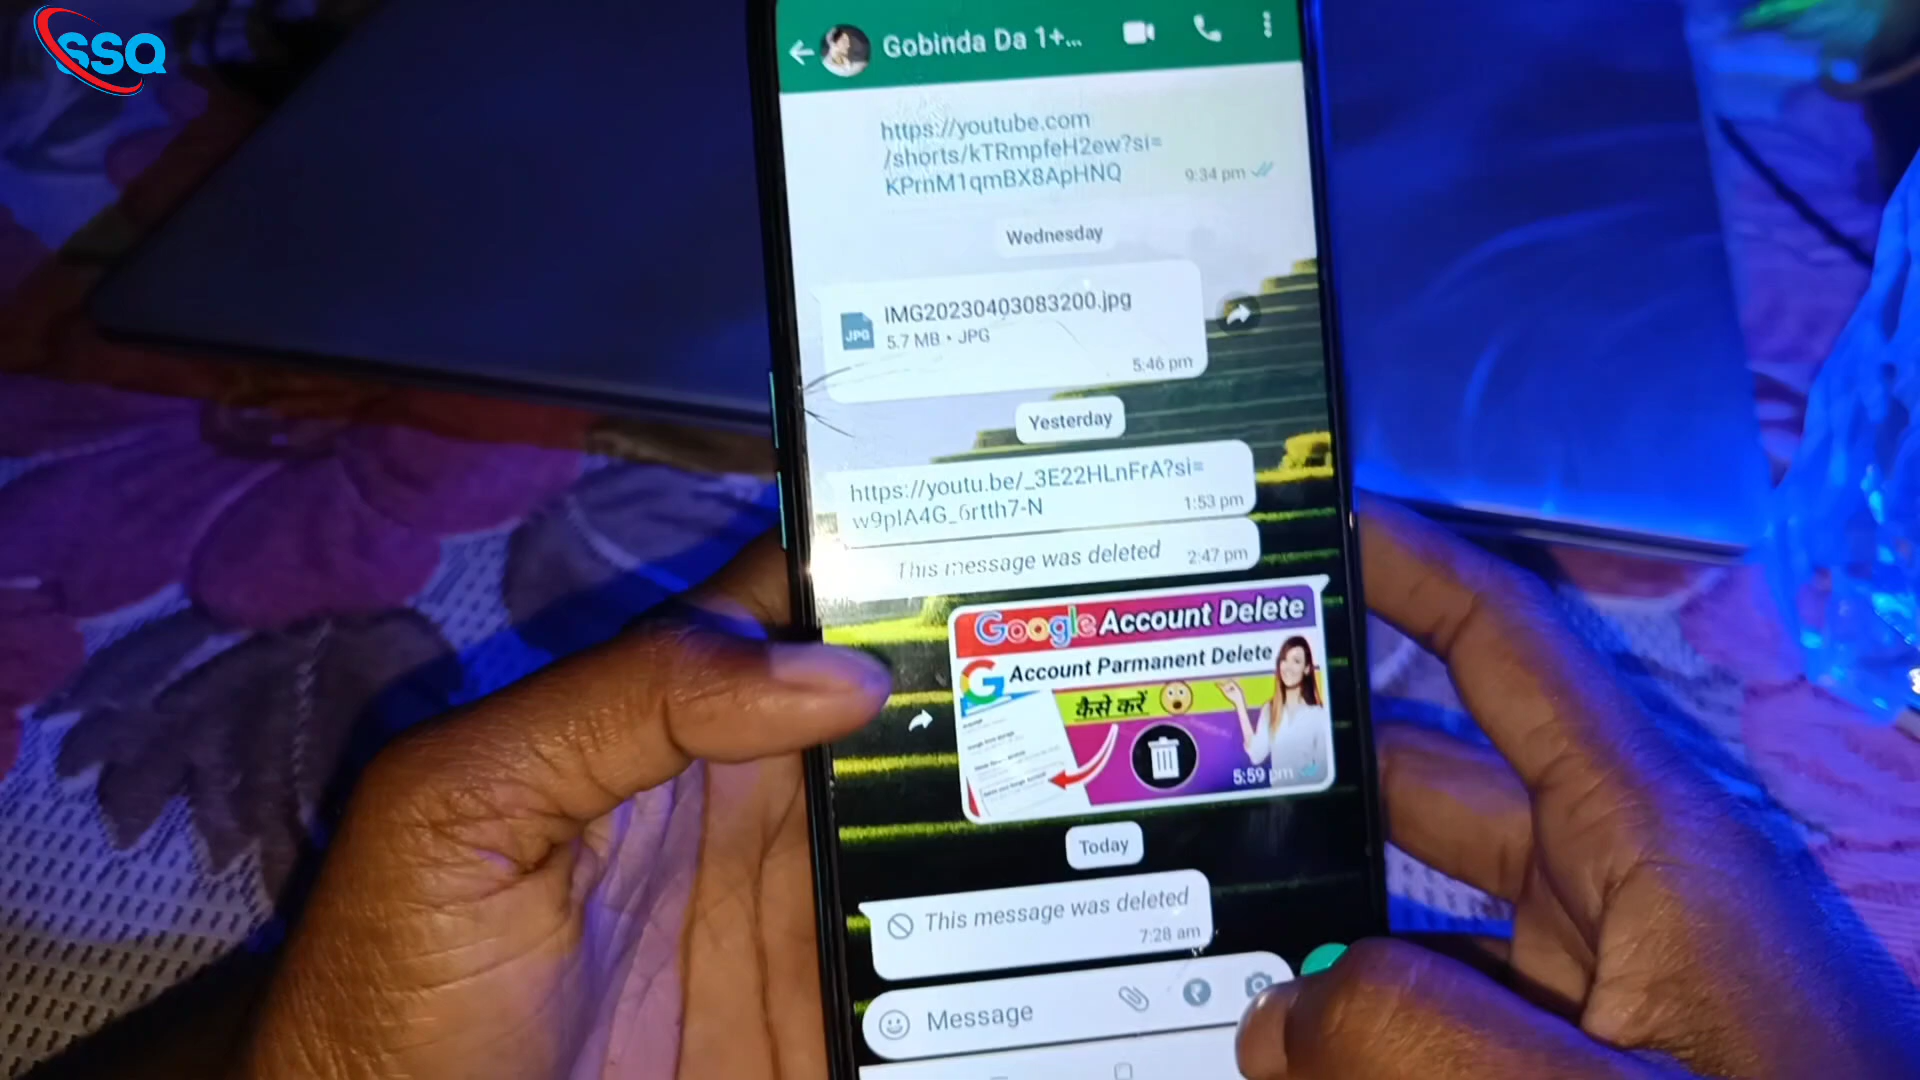 SSQ
Gobinda Da 1+...
https://youtube.com
/shorts/kTRmpfeH2ew?si=
KPrnM1qmBX8ApHNQ
9:34 pm
Wednesday
IMG20230403083200.jpg
JPG
5.7 MB • JPG
5:46 pm
Yesterday
https://youtu.be/_3E22HLnFrA?si=
w9pIA4G_6rtth7-N
1:53 pm
This message was deleted
2:47 pm
Google Account Delete
G Account Parmanent Delete
कैसे करें
5:59 pm
Today
This message was deleted
7:28 am
Message